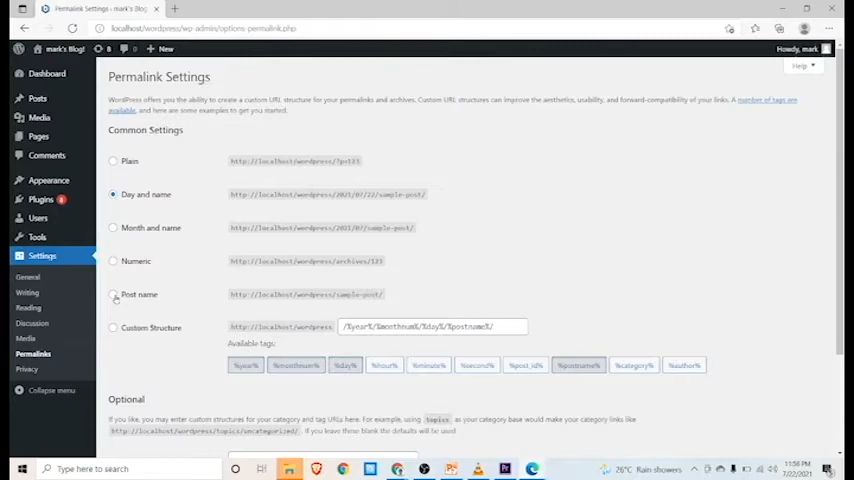 Permalink Settings ‹ mark's Blog!
localhost/wordpress/wp-admin/options-permalink.php
mark's Blog! 8 0 + New
Howdy, mark
Help
Dashboard
Posts
Media
Pages
Comments
Appearance
Plugins
Users
Tools
Settings
General
Writing
Reading
Discussion
Media
Permalinks
Privacy
Collapse menu
Permalink Settings
WordPress offers you the ability to create a custom URL structure for your permalinks and archives. Custom URL structures can improve the aesthetics, usability, and forward-compatibility of your links. A number of tags are
available, and here are some examples to get you started.
Common Settings
Plain http://localhost/wordpress/?p=123
Day and name http://localhost/wordpress/2021/07/22/sample-post/
Month and name http://localhost/wordpress/2021/07/sample-post/
Numeric http://localhost/wordpress/archives/123
Post name http://localhost/wordpress/sample-post/
Custom Structure http://localhost/wordpress /%year%/%monthnum%/%day%/%postname%/
Available tags:
%year% %monthnum% %day% %hour% %minute% %second% %post_id% %postname% %category% %author%
Optional
If you like, you may enter custom structures for your category and tag URLs here. For example, using topics as your category base would make your category links like
http://localhost/wordpress/topics/uncategorized/ . If you leave these blank the defaults will be used
Type here to search
26°C Rain showers
11:56 PM
7/22/2021